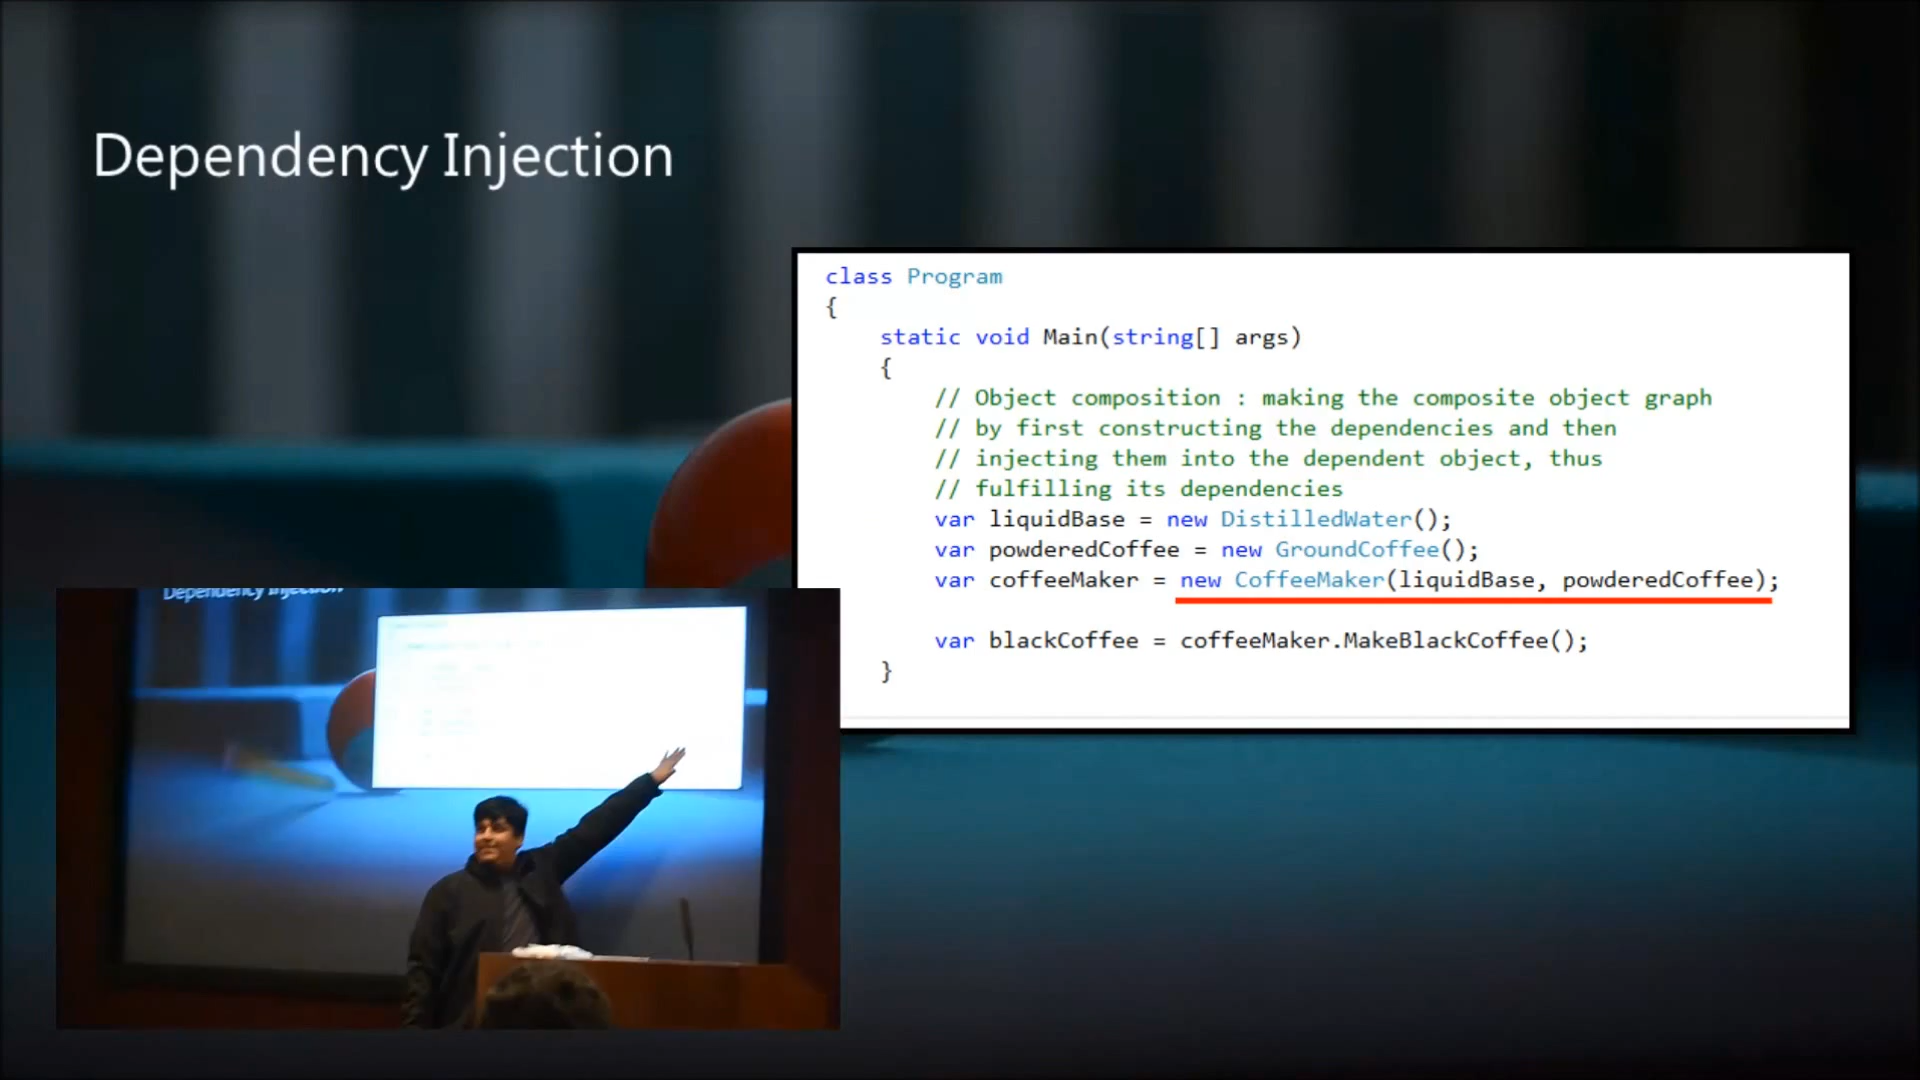 Dependency Injection
class Program
{
static void Main(string[] args)
{
// Object composition : making the composite object graph
// by first constructing the dependencies and then
// injecting them into the dependent object, thus
// fulfilling its dependencies
var liquidBase = new DistilledWater();
var powderedCoffee = new GroundCoffee();
var coffeeMaker = new CoffeeMaker(liquidBase, powderedCoffee);
var blackCoffee = coffeeMaker.MakeBlackCoffee();
}
Dependency Injection